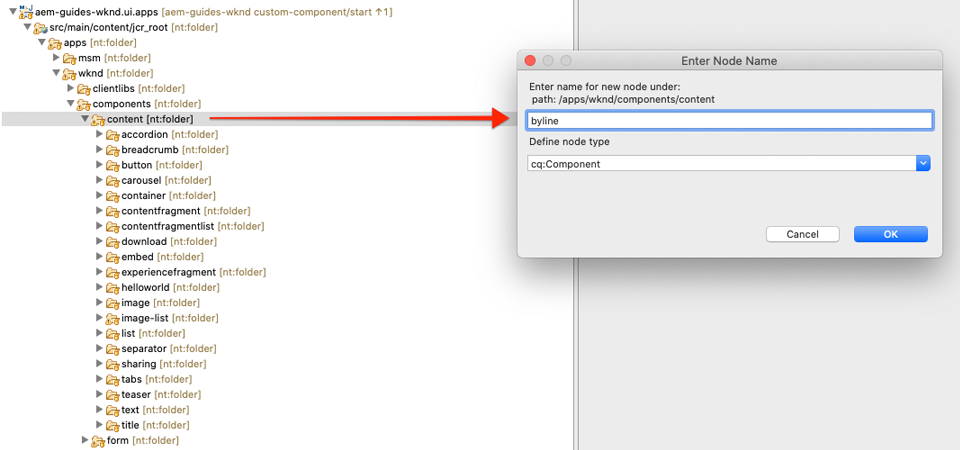 aem-guides-wknd.ui.apps [aem-guides-wknd custom-component/start ↑1]
src/main/content/jcr_root [nt:folder]
apps [nt:folder]
msm [nt:folder]
wknd [nt:folder]
clientlibs [nt:folder]
components [nt:folder]
content [nt:folder]
accordion [nt:folder]
breadcrumb [nt:folder]
button [nt:folder]
carousel [nt:folder]
container [nt:folder]
contentfragment [nt:folder]
contentfragmentlist [nt:folder]
download [nt:folder]
embed [nt:folder]
experiencefragment [nt:folder]
helloworld [nt:folder]
image [nt:folder]
image-list [nt:folder]
list [nt:folder]
separator [nt:folder]
sharing [nt:folder]
tabs [nt:folder]
teaser [nt:folder]
text [nt:folder]
title [nt:folder]
form [nt:folder]
Enter Node Name
Enter name for new node under:
path: /apps/wknd/components/content
byline
Define node type
cq:Component
Cancel
OK